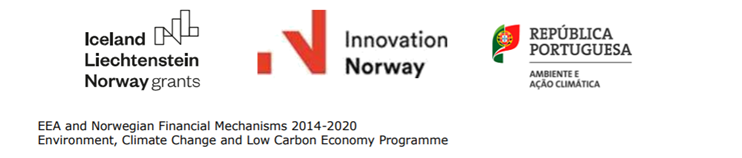 Iceland
Liechtenstein
Norway grants
Innovation
Norway
REPÚBLICA
PORTUGUESA
AMBIENTE E
AÇÃO CLIMÁTICA
EEA and Norwegian Financial Mechanisms 2014-2020
Environment, Climate Change and Low Carbon Economy Programme